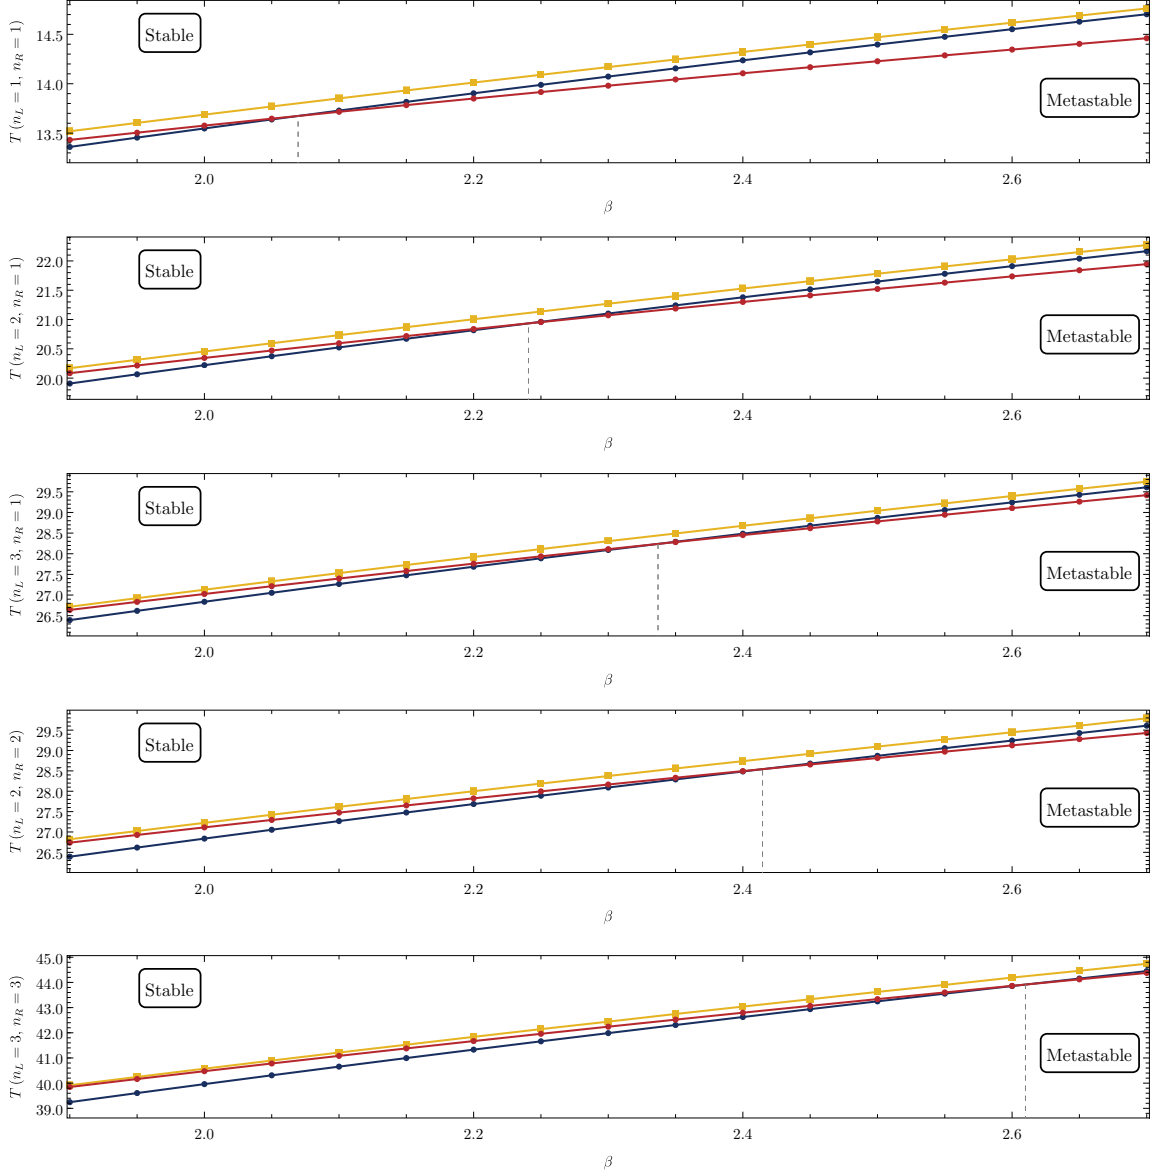 T (n_L = 1, n_R = 1)
14.5
14.0
13.5
Stable
Metastable
2.0 2.2 2.4 2.6
β
T (n_L = 2, n_R = 1)
22.0
21.5
21.0
20.5
20.0
Stable
Metastable
2.0 2.2 2.4 2.6
β
T (n_L = 3, n_R = 1)
29.5
29.0
28.5
28.0
27.5
27.0
26.5
Stable
Metastable
2.0 2.2 2.4 2.6
β
T (n_L = 2, n_R = 2)
29.5
29.0
28.5
28.0
27.5
27.0
26.5
Stable
Metastable
2.0 2.2 2.4 2.6
β
T (n_L = 3, n_R = 3)
45.0
44.0
43.0
42.0
41.0
40.0
39.0
Stable
Metastable
2.0 2.2 2.4 2.6
β